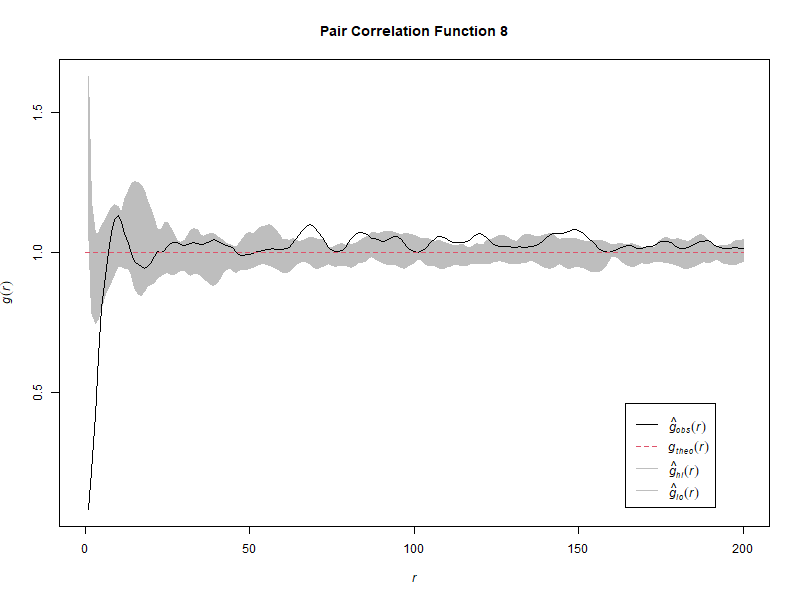 Pair Correlation Function 8
g(r)
1.5
1.0
0.5
ĝobs(r)
gtheo(r)
ĝhi(r)
ĝlo(r)
0 50 100 150 200
r